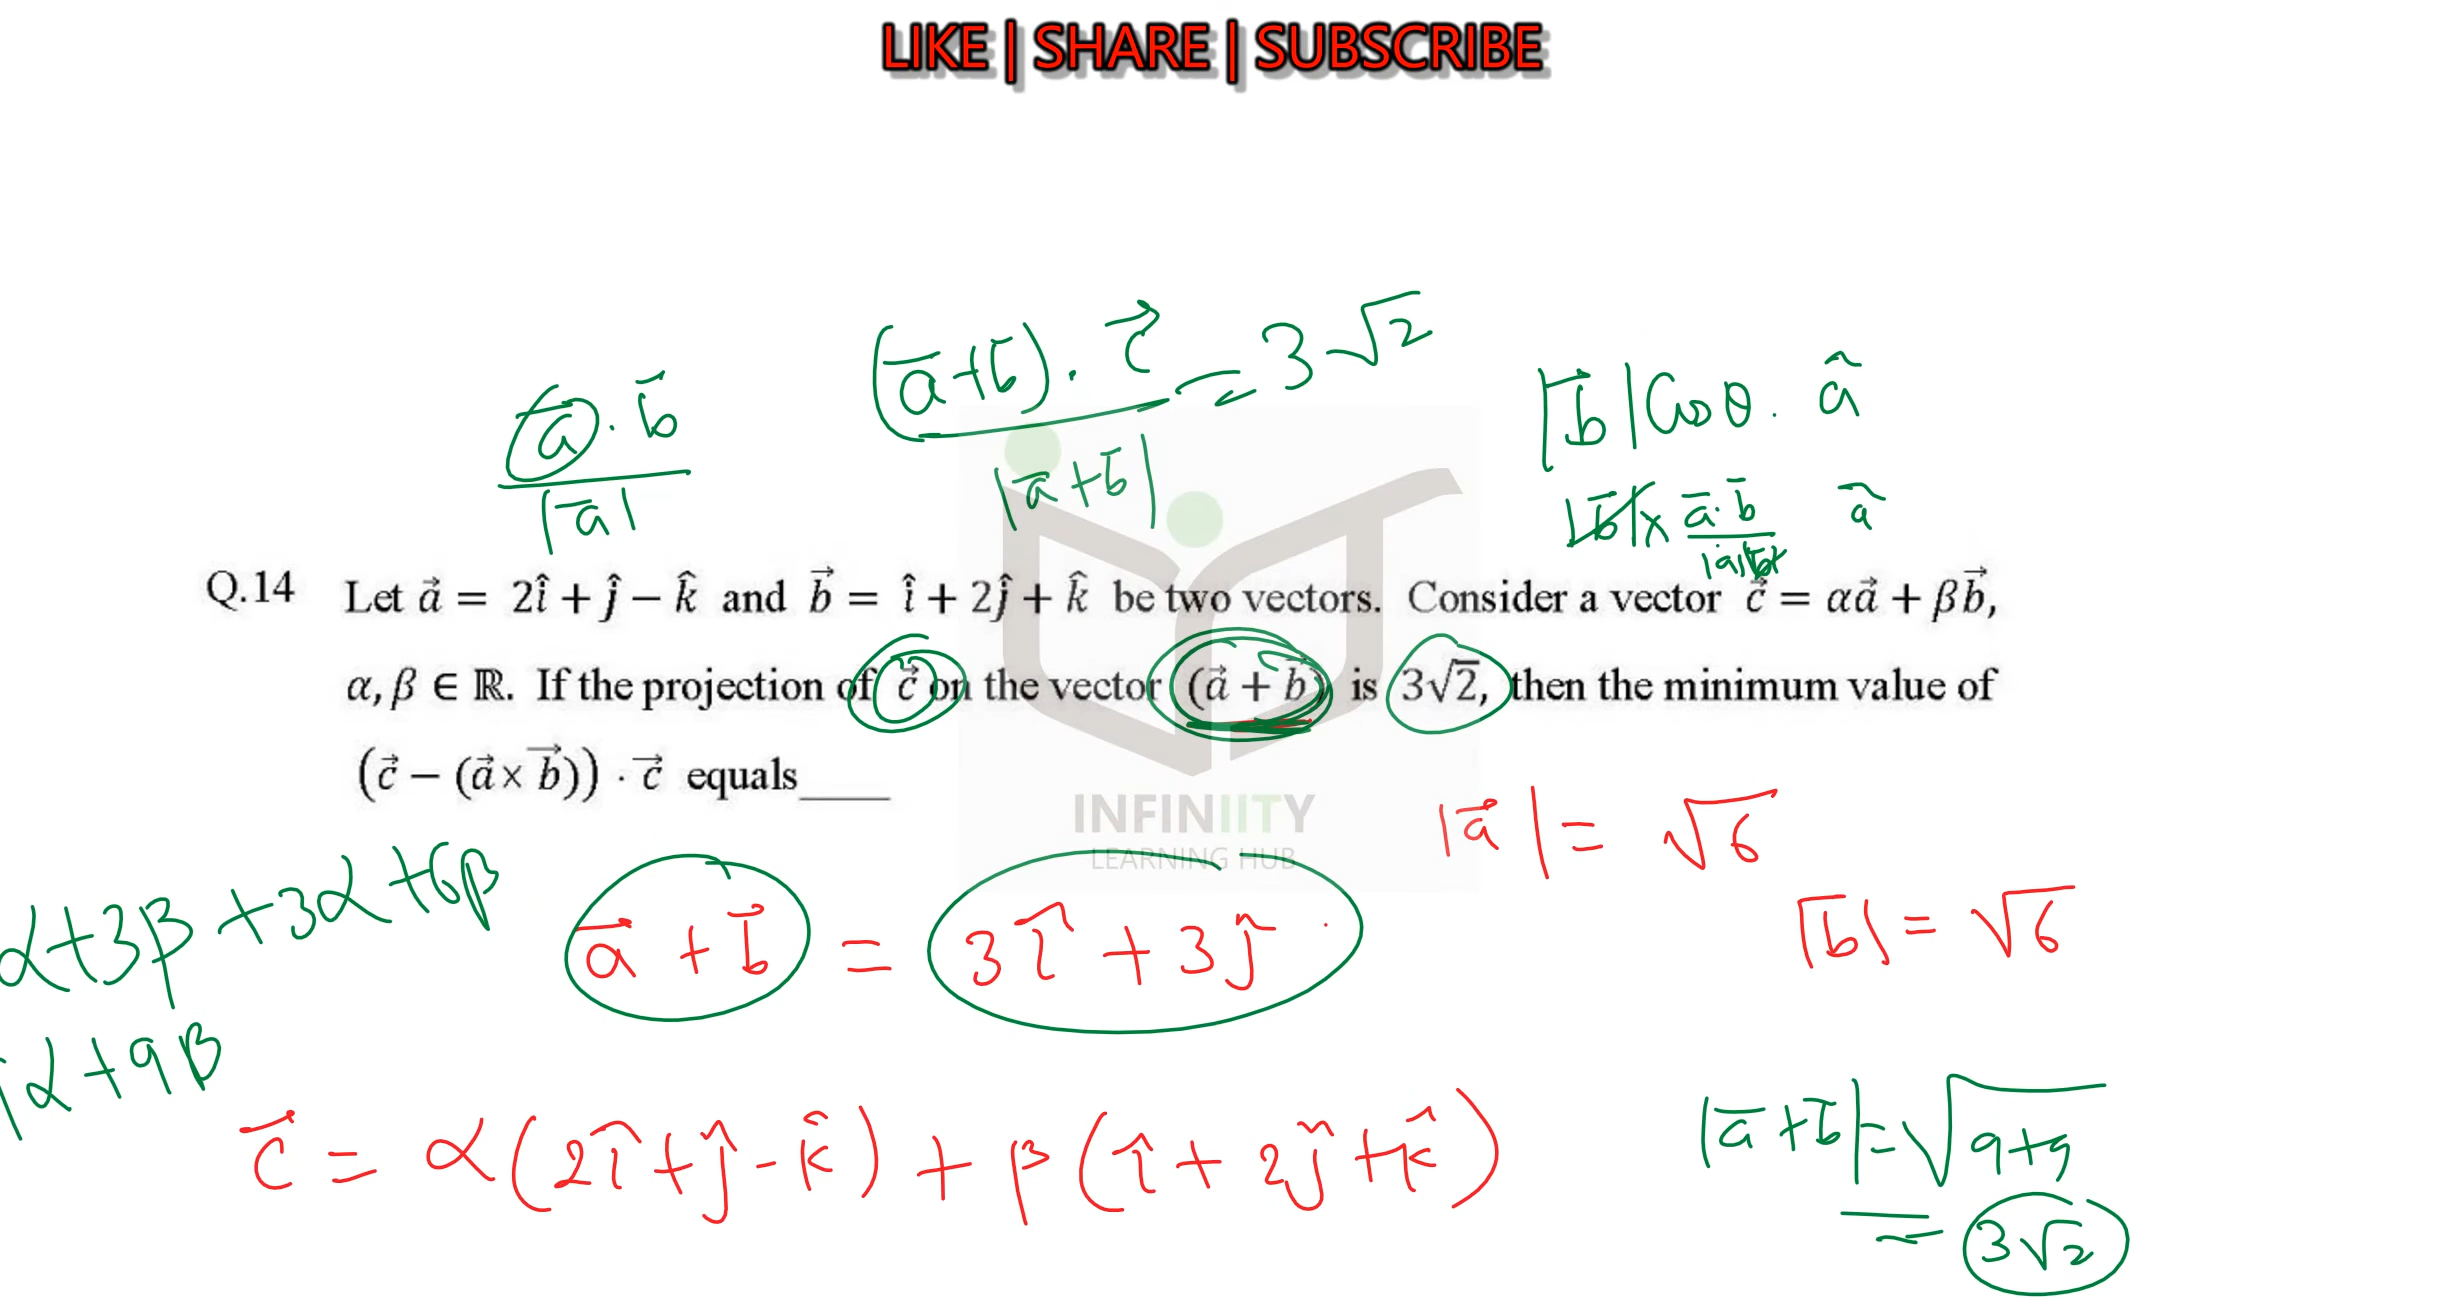 LIKE | SHARE | SUBSCRIBE
(a̅+b̅) . c⃗ = 3√2
|a̅+b̅|
a̅ . b⃗
|a̅|
|b⃗| Cos θ . â
|b̅| x a̅.b̅ â
|a||b|
Q.14 Let a⃗ = 2î + ĵ − k̂ and b⃗ = î + 2ĵ + k̂ be two vectors. Consider a vector c⃗ = αa⃗ + βb⃗,
α, β ∈ ℝ. If the projection of c⃗ on the vector (a⃗ + b⃗) is 3√2, then the minimum value of
(c⃗ − (a⃗ × b⃗)) · c⃗ equals____
INFINIITY
LEARNING HUB
|a⃗| = √6
|b| = √6
α+3β+3α+6β
a⃗ + b⃗ = 3î + 3ĵ
α+9β
c⃗ = α(2î+ĵ-k̂) + β(î+2ĵ+k̂)
|a̅+b̅| = √9+9
= 3√2